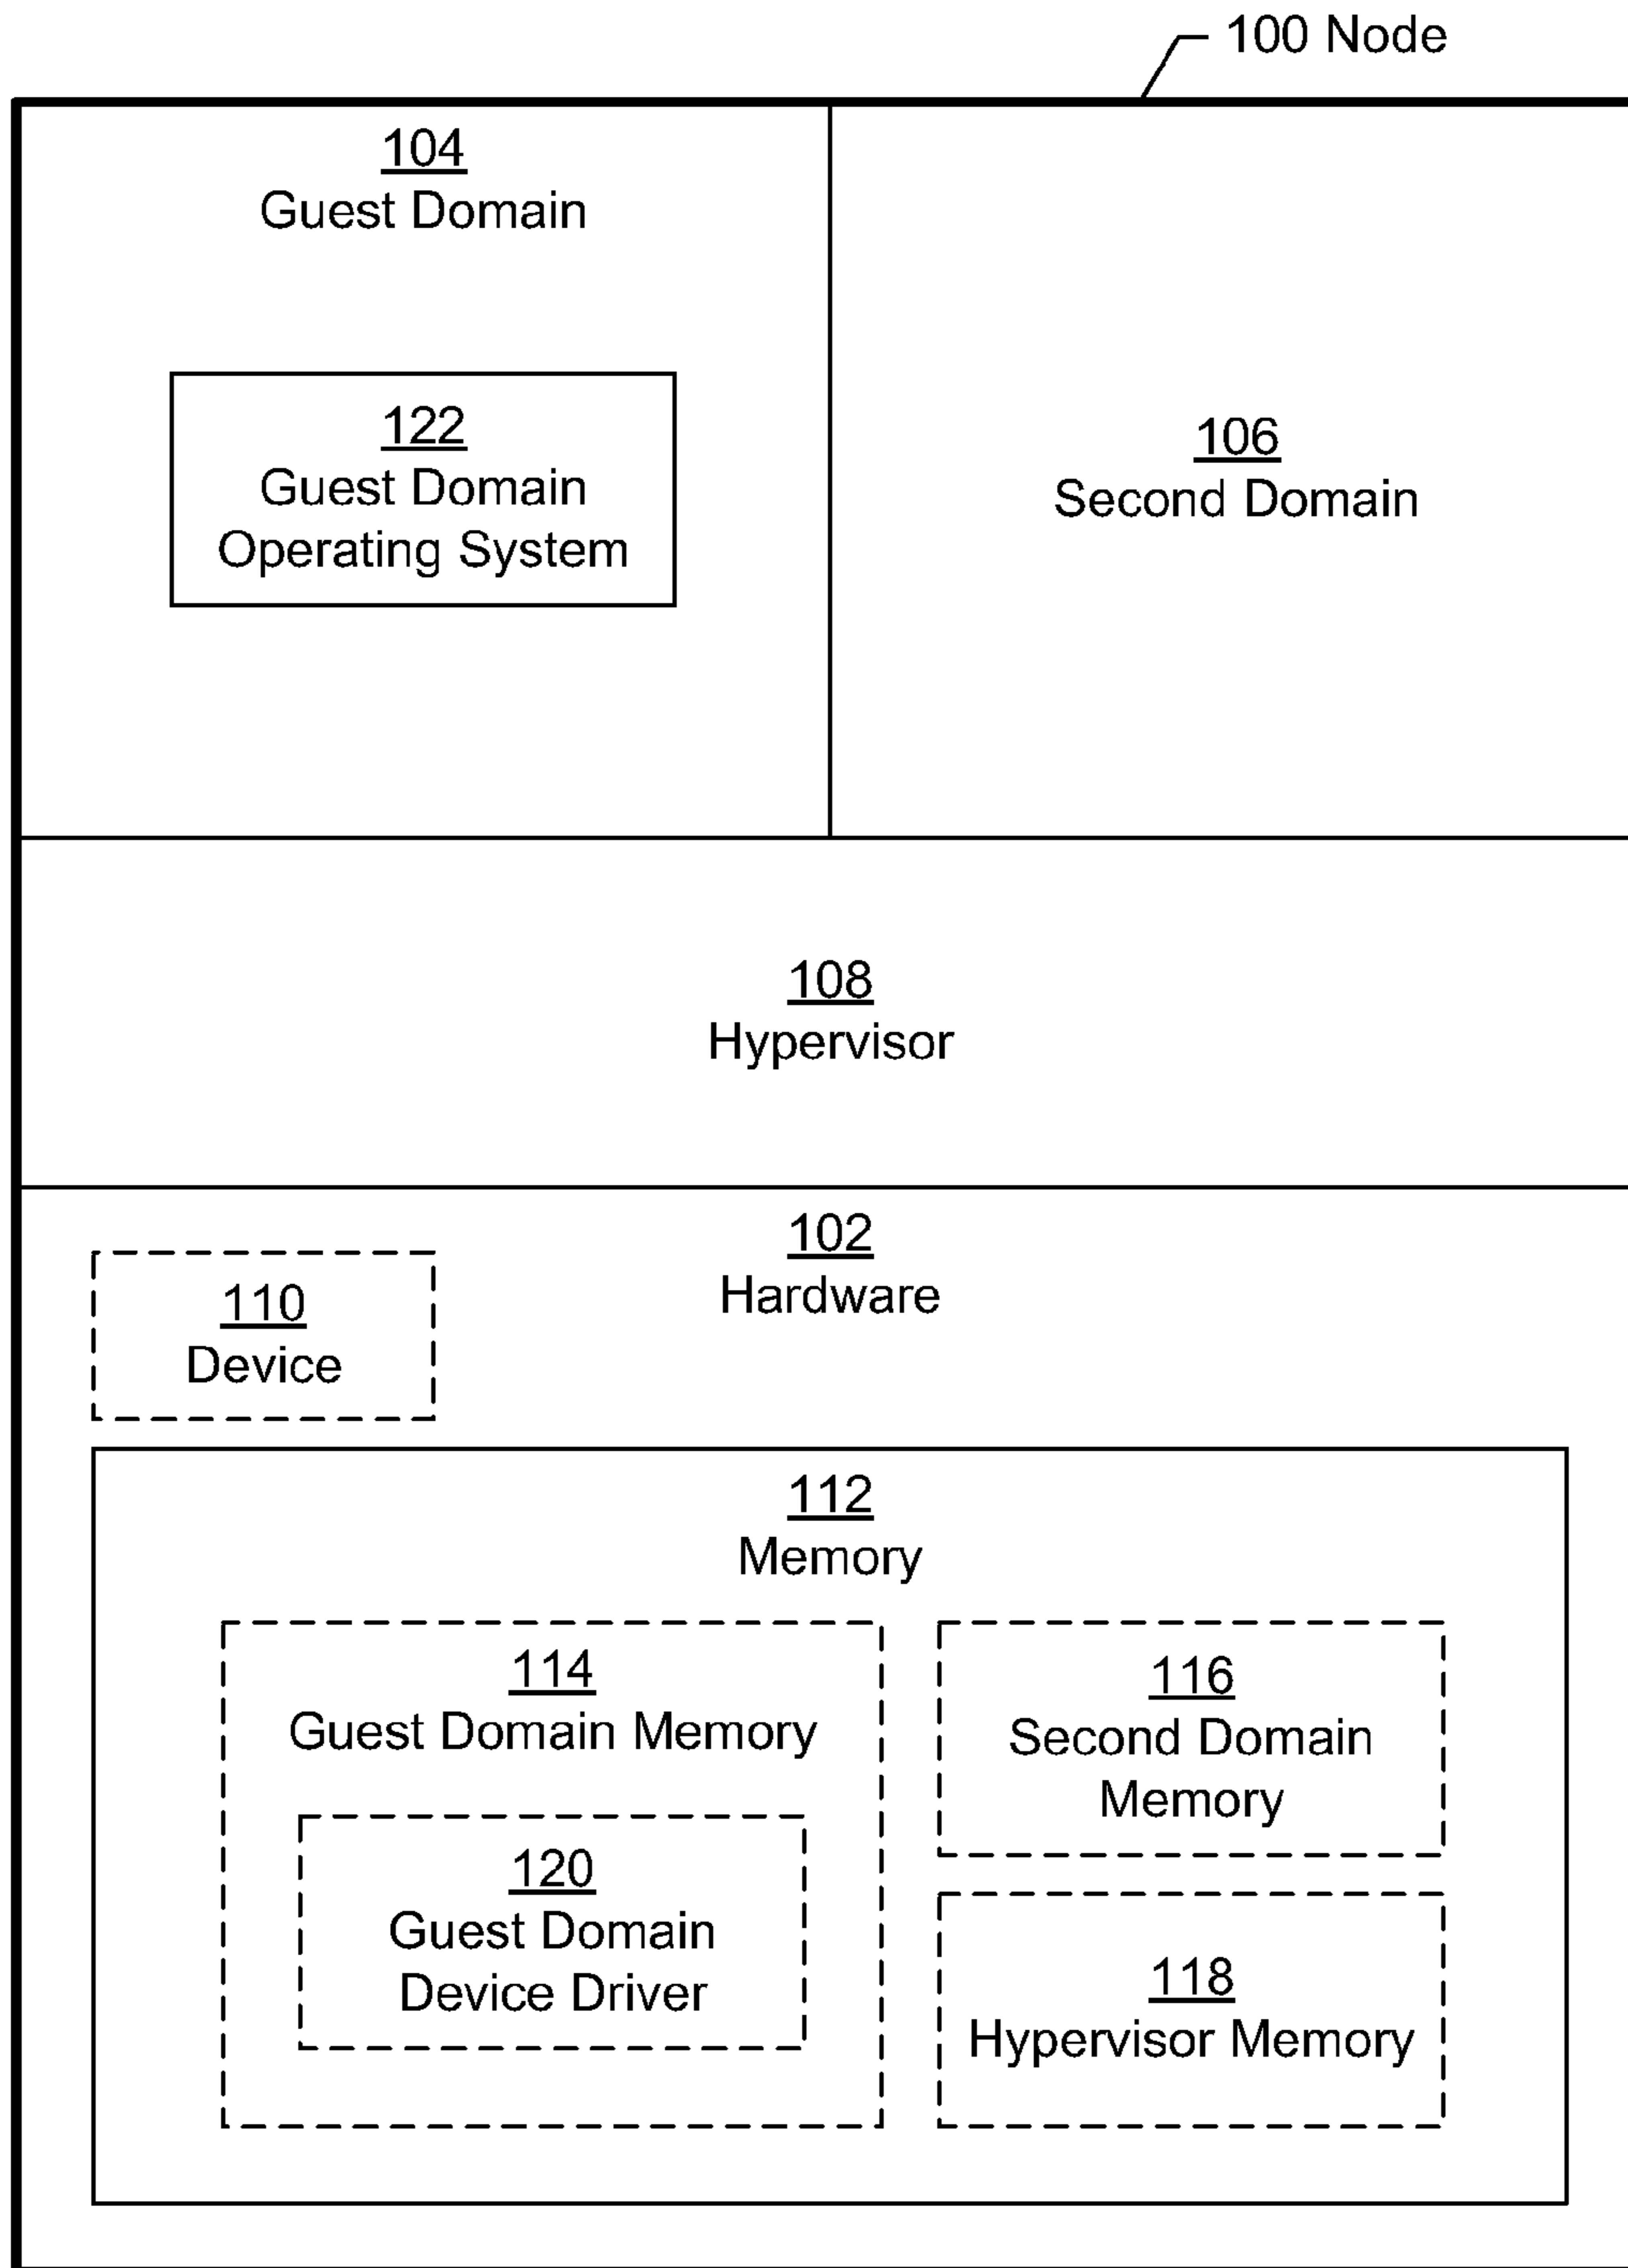 100 Node
104
Guest Domain
122
Guest Domain
Operating System
106
Second Domain
108
Hypervisor
102
Hardware
110
Device
112
Memory
114
Guest Domain Memory
120
Guest Domain
Device Driver
116
Second Domain
Memory
118
Hypervisor Memory